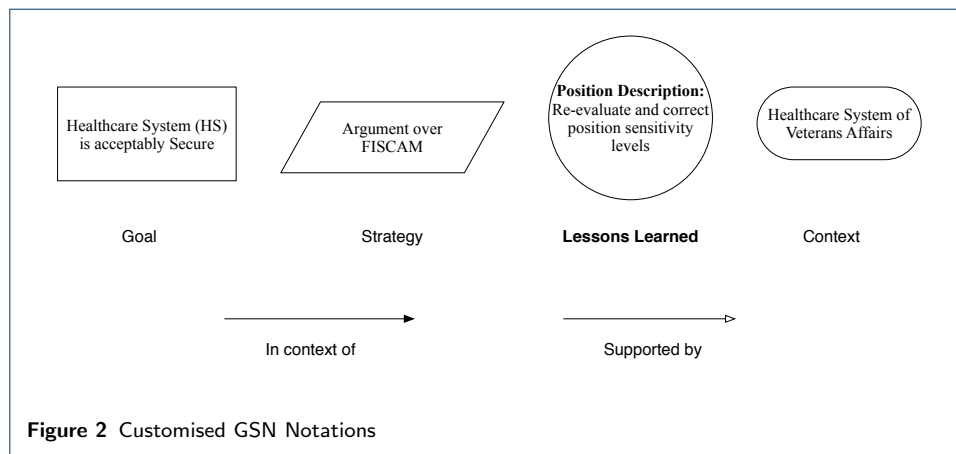 Healthcare System (HS)
is acceptably Secure
Argument over
FISCAM
Position Description:
Re-evaluate and correct
position sensitivity
levels
Healthcare System of
Veterans Affairs
Goal
Strategy
Lessons Learned
Context
In context of
Supported by
Figure 2 Customised GSN Notations